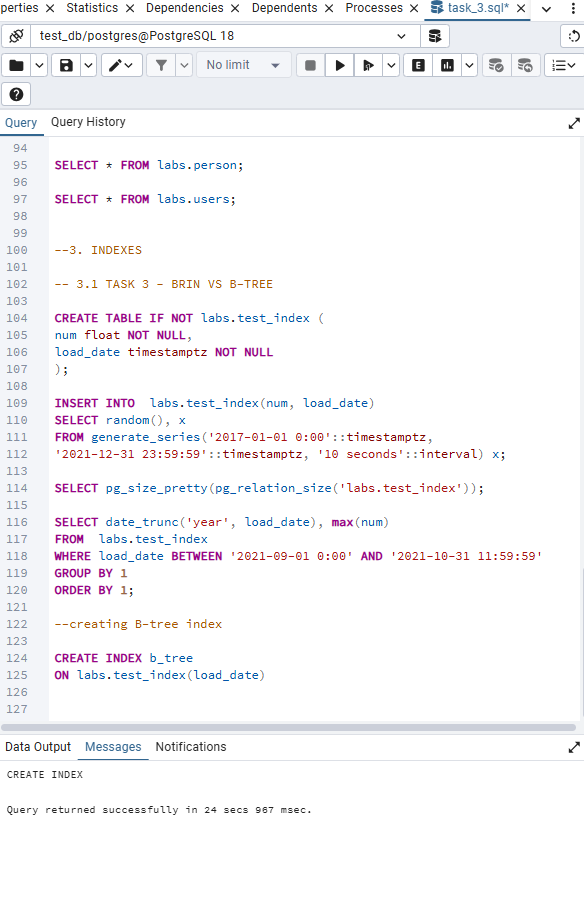 perties
Statistics
Dependencies
Dependents
Processes
task_3.sql*
test_db/postgres@PostgreSQL 18
No limit
E
Query
Query History
94
95 SELECT * FROM labs.person;
96
97 SELECT * FROM labs.users;
98
99
100 --3. INDEXES
101
102 -- 3.1 TASK 3 - BRIN VS B-TREE
103
104 CREATE TABLE IF NOT labs.test_index (
105 num float NOT NULL,
106 load_date timestamptz NOT NULL
107 );
108
109 INSERT INTO  labs.test_index(num, load_date)
110 SELECT random(), x
111 FROM generate_series('2017-01-01 0:00'::timestamptz,
112 '2021-12-31 23:59:59'::timestamptz, '10 seconds'::interval) x;
113
114 SELECT pg_size_pretty(pg_relation_size('labs.test_index'));
115
116 SELECT date_trunc('year', load_date), max(num)
117 FROM  labs.test_index
118 WHERE load_date BETWEEN '2021-09-01 0:00' AND '2021-10-31 11:59:59'
119 GROUP BY 1
120 ORDER BY 1;
121
122 --creating B-tree index
123
124 CREATE INDEX b_tree
125 ON labs.test_index(load_date)
126
127
Data Output
Messages
Notifications
CREATE INDEX
Query returned successfully in 24 secs 967 msec.